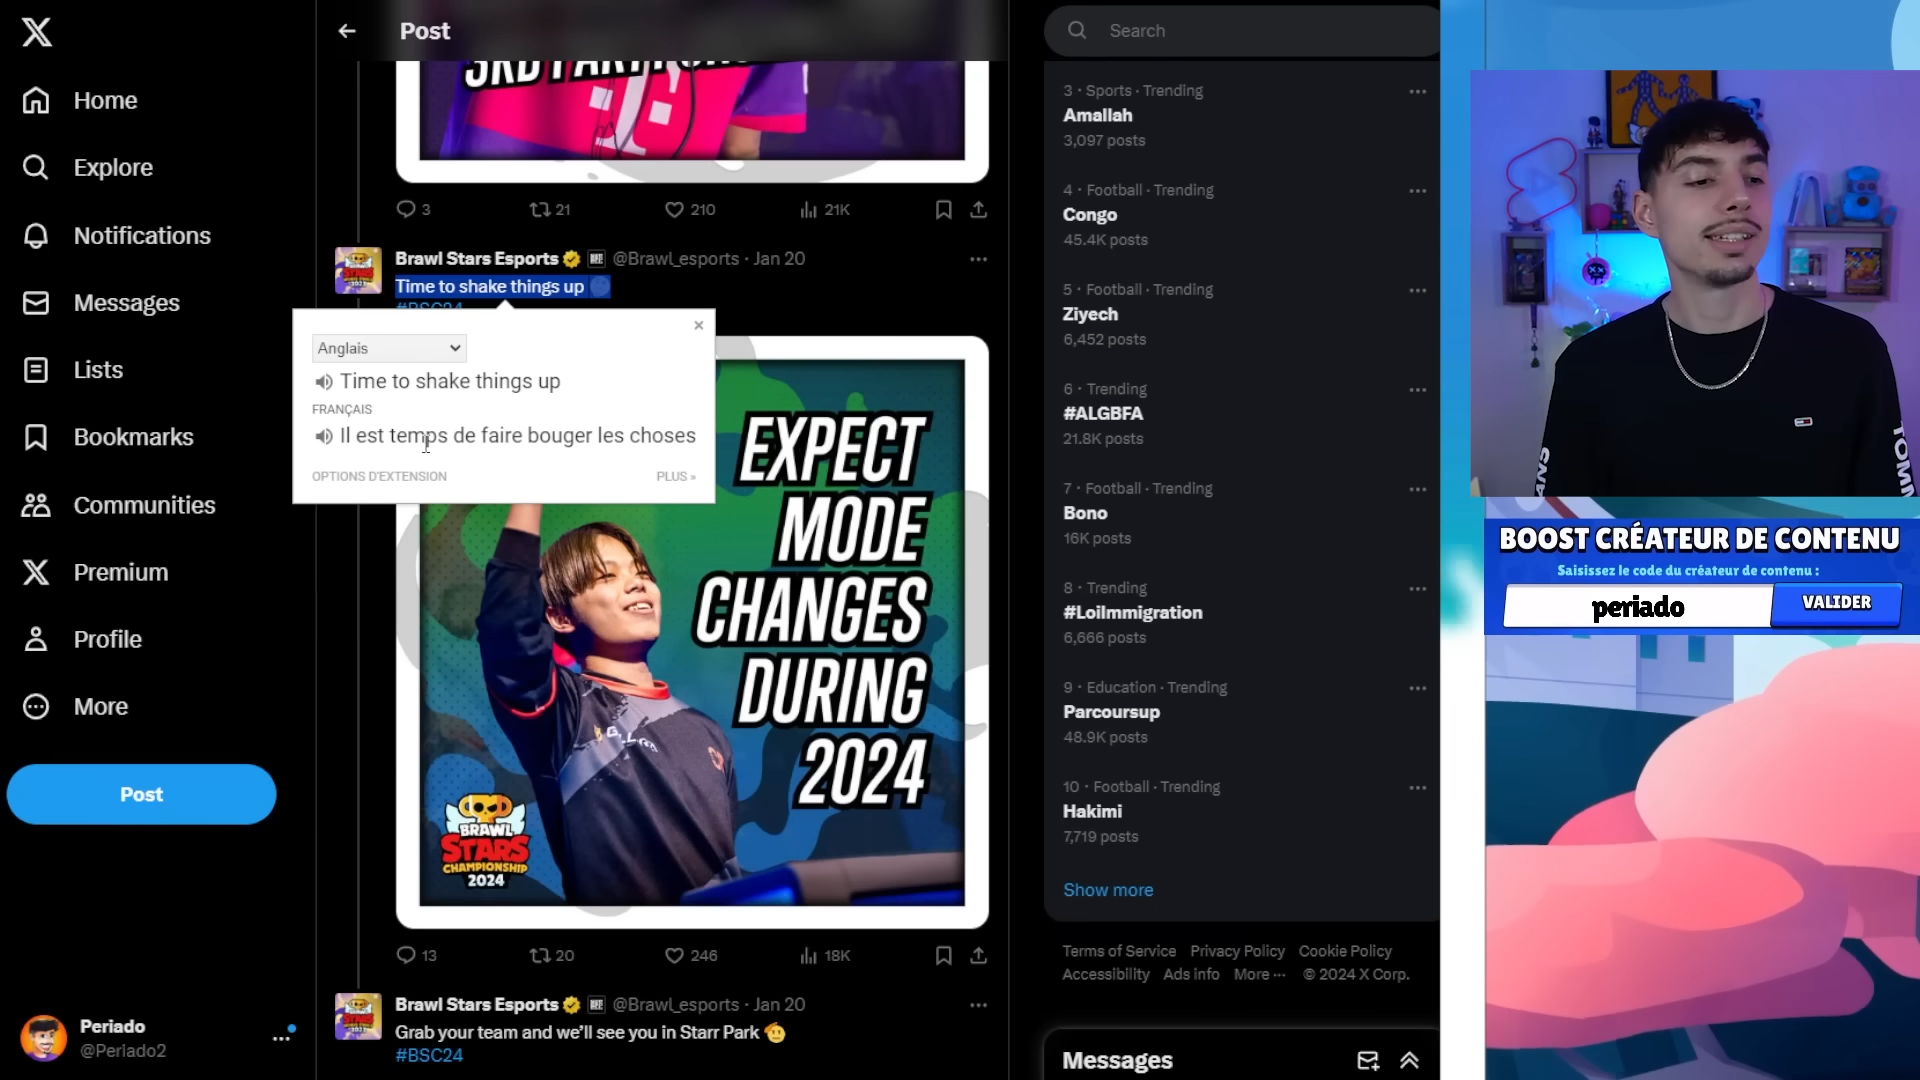 Home
Explore
Notifications
Messages
Lists
Bookmarks
Communities
Premium
Profile
More
Post
Periado
@Periado2
Post
3 21 210 21K
Brawl Stars Esports @Brawl_esports · Jan 20
Time to shake things up
#BSC24
×
Anglais
Time to shake things up
FRANÇAIS
Il est temps de faire bouger les choses
OPTIONS D'EXTENSION PLUS »
EXPECT
MODE
CHANGES
DURING
2024
BRAWL
STARS
CHAMPIONSHIP
2024
13 20 246 18K
Brawl Stars Esports @Brawl_esports · Jan 20
Grab your team and we'll see you in Starr Park
#BSC24
Search
3 · Sports · Trending
Amallah
3,097 posts
4 · Football · Trending
Congo
45.4K posts
5 · Football · Trending
Ziyech
6,452 posts
6 · Trending
#ALGBFA
21.8K posts
7 · Football · Trending
Bono
16K posts
8 · Trending
#LoiImmigration
6,666 posts
9 · Education · Trending
Parcoursup
48.9K posts
10 · Football · Trending
Hakimi
7,719 posts
Show more
Terms of Service Privacy Policy Cookie Policy
Accessibility Ads info More ··· © 2024 X Corp.
Messages
BOOST CRÉATEUR DE CONTENU
Saisissez le code du créateur de contenu :
periado VALIDER